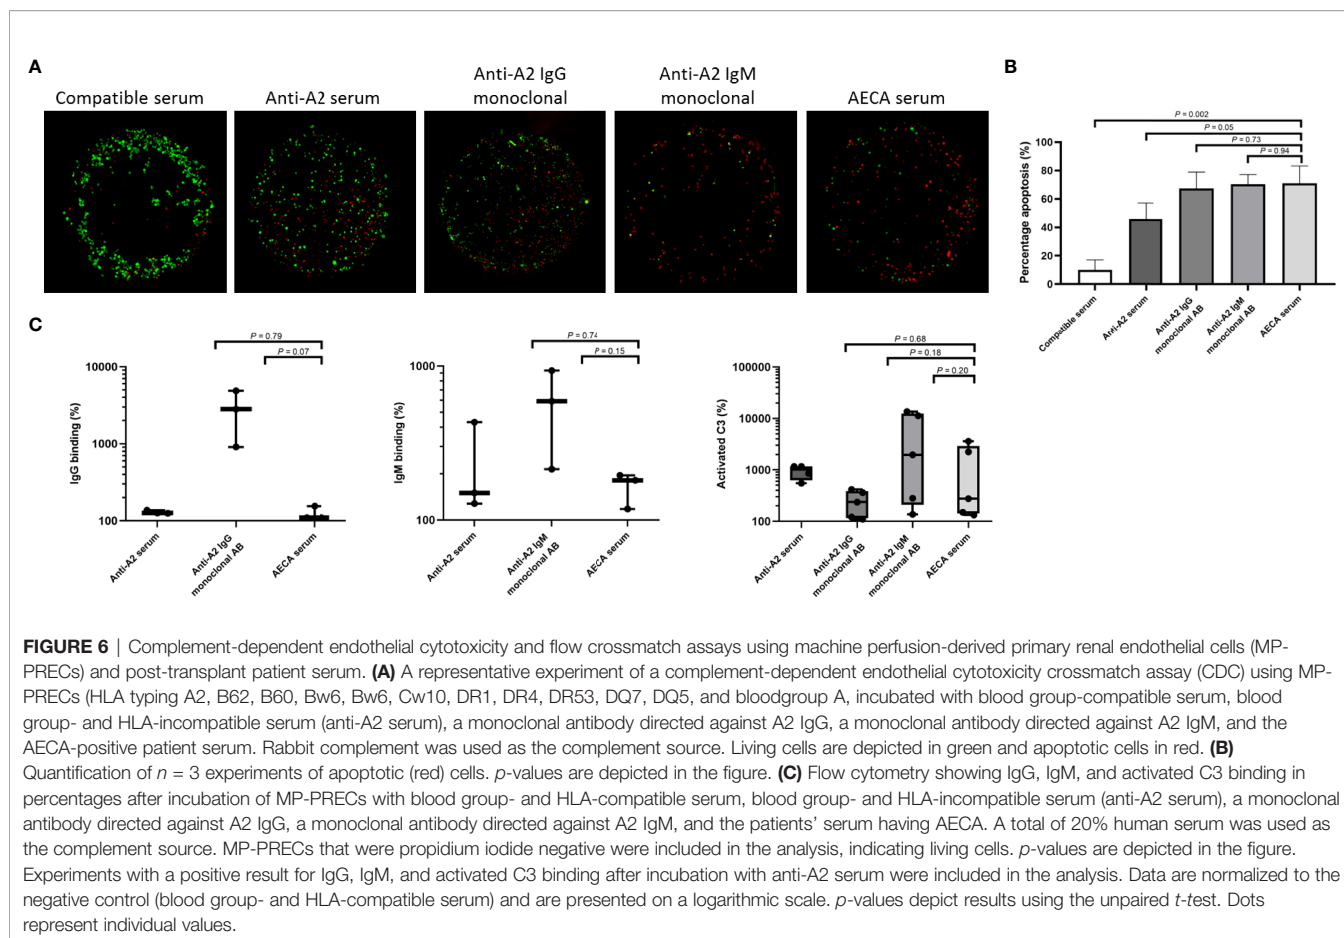 A
B
Compatible serum
Anti-A2 serum
Anti-A2 IgG
monoclonal
Anti-A2 IgM
monoclonal
AECA serum
P = 0.002
P = 0.05
P = 0.73
P = 0.94
Percentage apoptosis (%)
100
80
60
40
20
0
Compatible serum
Anti-A2 serum
Anti-A2 IgG
monoclonal AB
Anti-A2 IgM
monoclonal AB
AECA serum
C
P = 0.79
P = 0.07
IgG binding (%)
10000
1000
100
Anti-A2 serum
Anti-A2 IgG
monoclonal AB
AECA serum
P = 0.74
P = 0.15
IgM binding (%)
1000
100
Anti-A2 serum
Anti-A2 IgM
monoclonal AB
AECA serum
P = 0.68
P = 0.18
P = 0.20
Activated C3 (%)
100000
10000
1000
100
Anti-A2 serum
Anti-A2 IgG
monoclonal AB
Anti-A2 IgM
monoclonal AB
AECA serum
FIGURE 6 | Complement-dependent endothelial cytotoxicity and flow crossmatch assays using machine perfusion-derived primary renal endothelial cells (MP-
PRECs) and post-transplant patient serum. (A) A representative experiment of a complement-dependent endothelial cytotoxicity crossmatch assay (CDC) using MP-
PRECs (HLA typing A2, B62, B60, Bw6, Bw6, Cw10, DR1, DR4, DR53, DQ7, DQ5, and bloodgroup A, incubated with blood group-compatible serum, blood
group- and HLA-incompatible serum (anti-A2 serum), a monoclonal antibody directed against A2 IgG, a monoclonal antibody directed against A2 IgM, and the
AECA-positive patient serum. Rabbit complement was used as the complement source. Living cells are depicted in green and apoptotic cells in red. (B)
Quantification of n = 3 experiments of apoptotic (red) cells. p-values are depicted in the figure. (C) Flow cytometry showing IgG, IgM, and activated C3 binding in
percentages after incubation of MP-PRECs with blood group- and HLA-compatible serum, blood group- and HLA-incompatible serum (anti-A2 serum), a monoclonal
antibody directed against A2 IgG, a monoclonal antibody directed against A2 IgM, and the patients' serum having AECA. A total of 20% human serum was used as
the complement source. MP-PRECs that were propidium iodide negative were included in the analysis, indicating living cells. p-values are depicted in the figure.
Experiments with a positive result for IgG, IgM, and activated C3 binding after incubation with anti-A2 serum were included in the analysis. Data are normalized to the
negative control (blood group- and HLA-compatible serum) and are presented on a logarithmic scale. p-values depict results using the unpaired t-test. Dots
represent individual values.